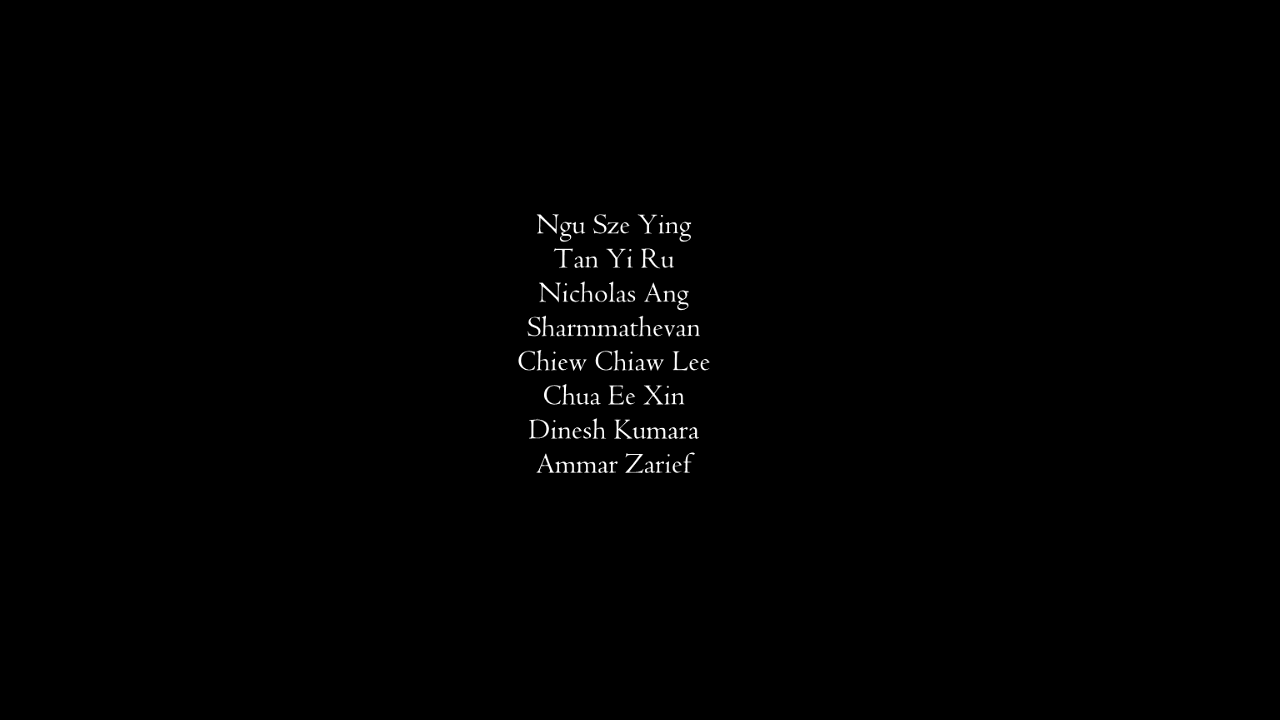 Ngu Sze Ying
Tan Yi Ru
Nicholas Ang
Sharmmathevan
Chiew Chiaw Lee
Chua Ee Xin
Dinesh Kumara
Ammar Zarief